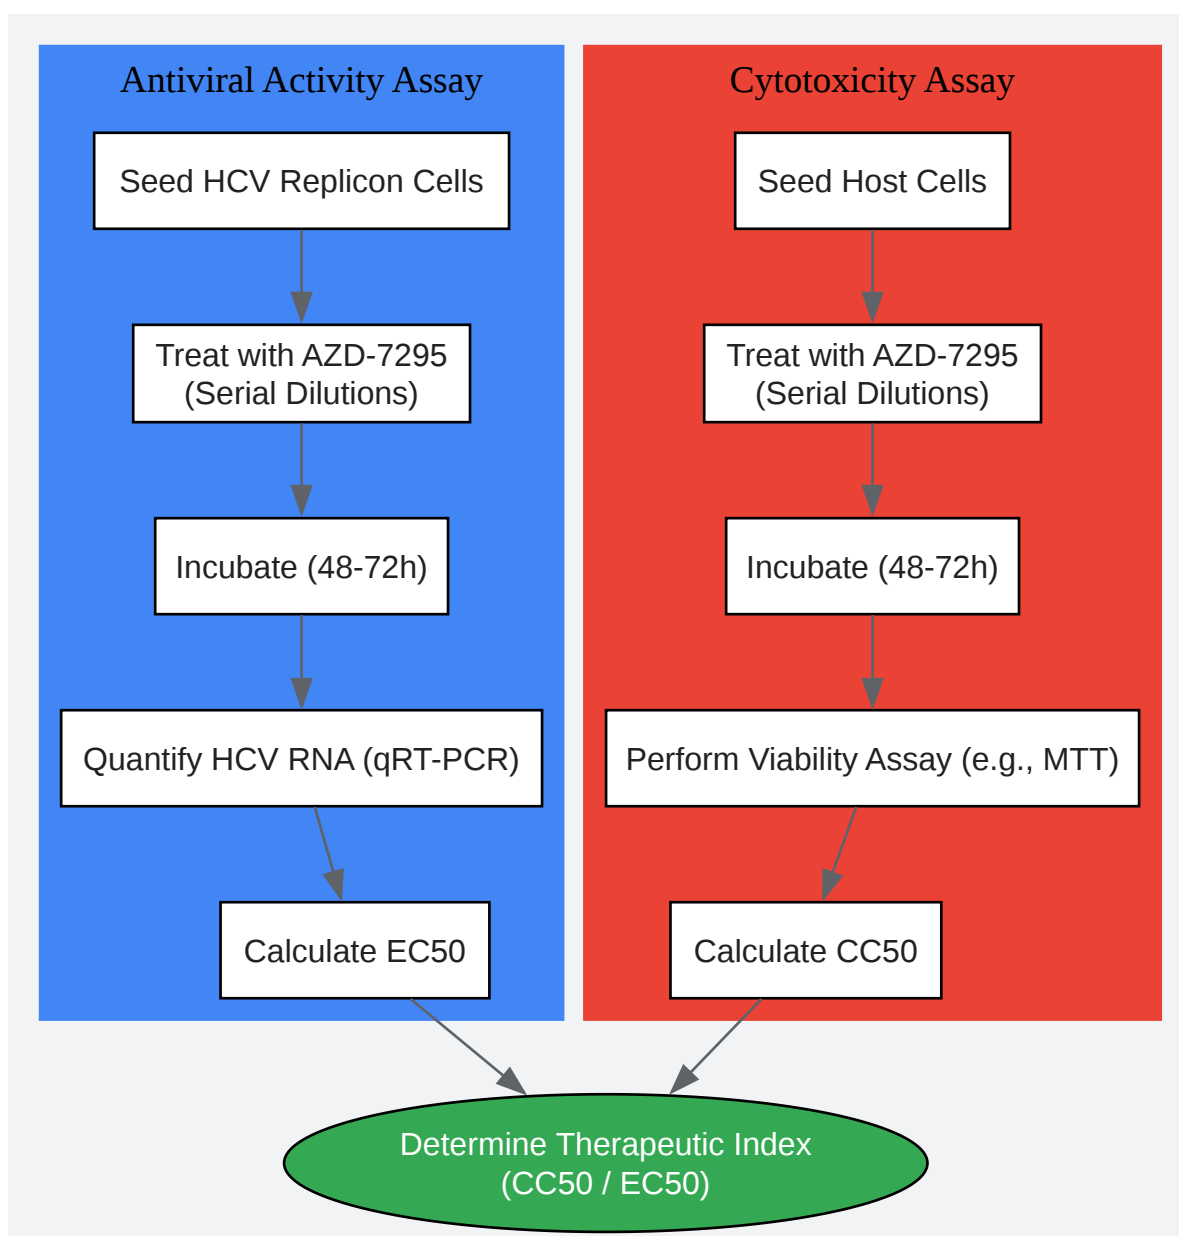 Antiviral Activity Assay
Seed HCV Replicon Cells
Treat with AZD-7295
(Serial Dilutions)
Incubate (48-72h)
Quantify HCV RNA (qRT-PCR)
Calculate EC50
Cytotoxicity Assay
Seed Host Cells
Treat with AZD-7295
(Serial Dilutions)
Incubate (48-72h)
Perform Viability Assay (e.g., MTT)
Calculate CC50
Determine Therapeutic Index
(CC50 / EC50)